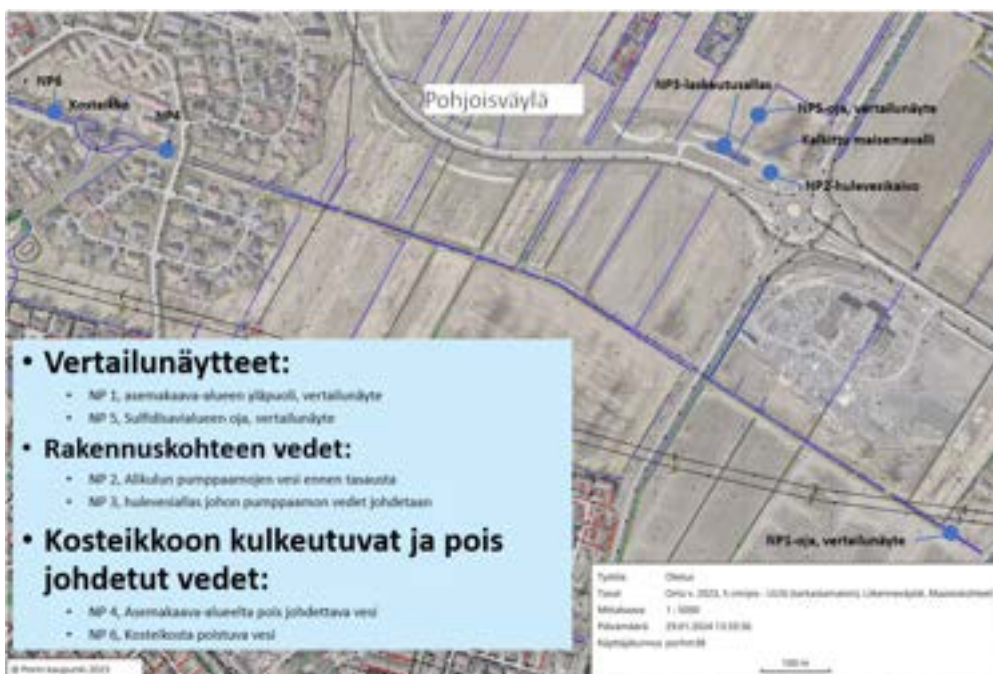 NP6
Kosteikko
NP4
Pohjoisväylä
NP3-laskeutusallas
NP5-oja, vertailunäyte
Kalkittu maisemavalli
NP2-hulevesikaivo
• Vertailunäytteet:
• NP 1, asemakaava-alueen yläpuoli, vertailunäyte
• NP 5, Sulfidisavialueen oja, vertailunäyte
• Rakennuskohteen vedet:
• NP 2, Alikulun pumppaamojen vesi ennen tasausta
• NP 3, hulevesiallas johon pumppaamon vedet johdetaan
• Kosteikkoon kulkeutuvat ja pois
johdetut vedet:
• NP 4, Asemakaava-alueelta pois johdettava vesi
• NP 6, Kosteikosta poistuva vesi
NP1-oja, vertailunäyte
Työtila: Oletus
Tasot:
Mittakaava: 1 : 5000
Päivämäärä: 29.01.2024
Käyttäjätunnus:
100 m
© Porin kaupunki 2023